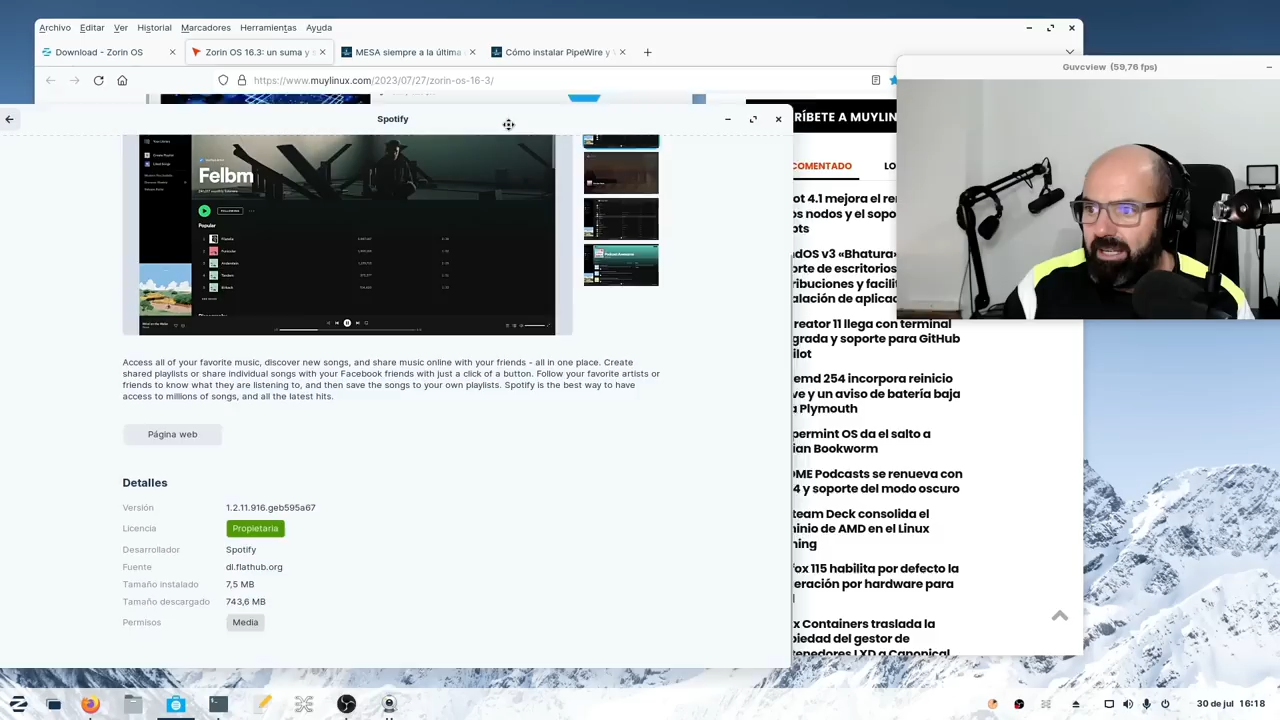 Archivo Editar Ver Historial Marcadores Herramientas Ayuda
Download - Zorin OS
Zorin OS 16.3: un suma y s
MESA siempre a la última
Cómo instalar PipeWire y
https://www.muylinux.com/2023/07/27/zorin-os-16-3/
Guvcview (59,76 fps)
Spotify
RÍBETE A MUYLIN
COMENTADO
LO
Felbm
Popular
ot 4.1 mejora el re
os nodos y el sopo
pts
dOS v3 «Bhatura»
orte de escritorios
ribuciones y facilit
alación de aplicac
reator 11 llega con terminal
grada y soporte para GitHub
ilot
emd 254 incorpora reinicio
ve y un aviso de batería baja
Plymouth
permint OS da el salto a
ian Bookworm
OME Podcasts se renueva con
4 y soporte del modo oscuro
team Deck consolida el
inio de AMD en el Linux
ing
fox 115 habilita por defecto la
eración por hardware para
x Containers traslada la
piedad del gestor de
tenedores LXD a Canonical
Access all of your favorite music, discover new songs, and share music online with your friends - all in one place. Create
shared playlists or share individual songs with your Facebook friends with just a click of a button. Follow your favorite artists or
friends to know what they are listening to, and then save the songs to your own playlists. Spotify is the best way to have
access to millions of songs, and all the latest hits.
Página web
Detalles
Versión 1.2.11.916.geb595a67
Licencia Propietaria
Desarrollador Spotify
Fuente dl.flathub.org
Tamaño instalado 7,5 MB
Tamaño descargado 743,6 MB
Permisos Media
30 de jul 16:18